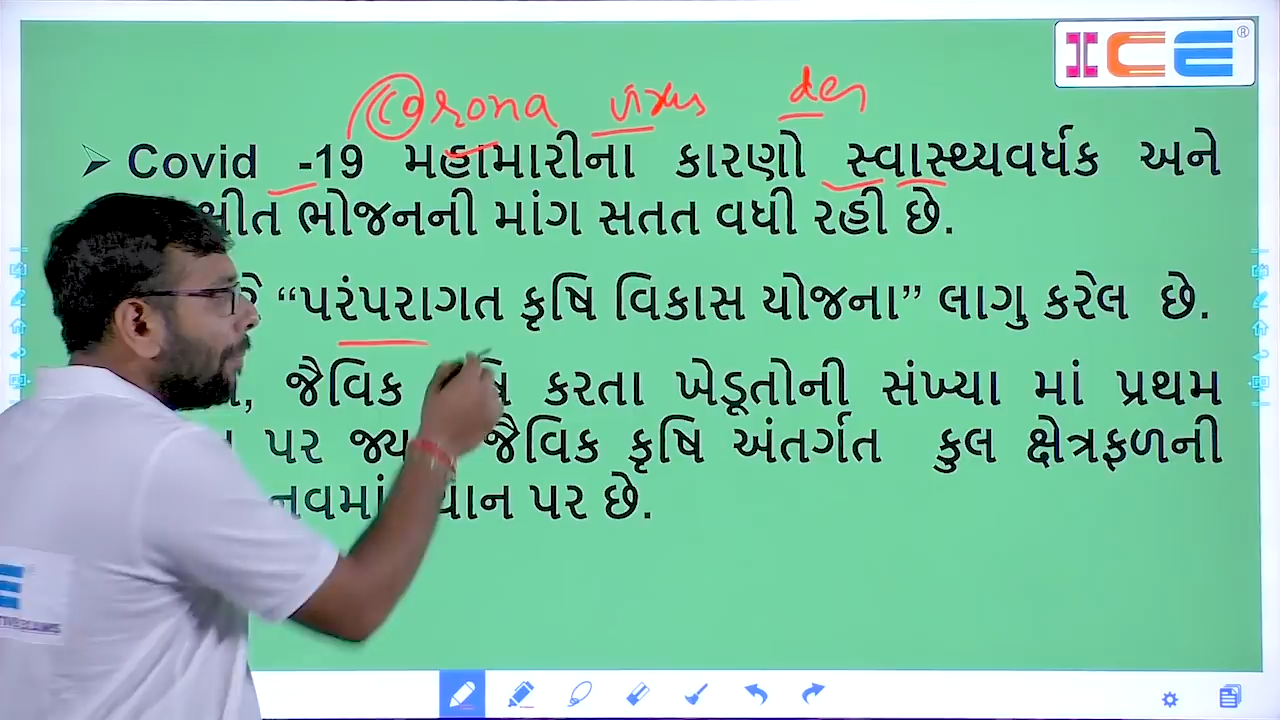 ICE®
Corona virus
Covid -19 મહામારીના કારણો સ્વાસ્થ્યવર્ધક અને
ભોજનની માંગ સતત વધી રહી છે.
“પરંપરાગત કૃષિ વિકાસ યોજના” લાગુ કરેલ છે.
જૈવિક કરતા ખેડૂતોની સંખ્યા માં પ્રથમ
પર જૈવિક કૃષિ અંતર્ગત કુલ ક્ષેત્રફળની
પર છે.